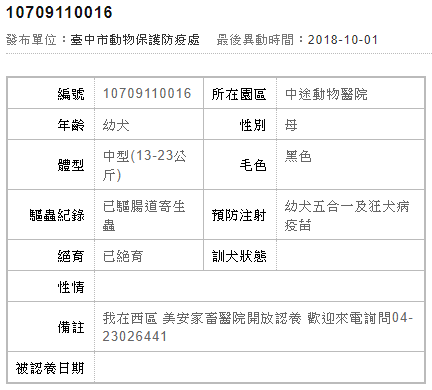 10709110016
發布單位：臺中市動物保護防疫處 最後異動時間：2018-10-01
編號 10709110016 所在園區 中途動物醫院
年齡 幼犬 性別 母
體型 中型(13-23公斤) 毛色 黑色
驅蟲紀錄 已驅腸道寄生蟲 預防注射 幼犬五合一及狂犬病疫苗
絕育 已絕育 訓犬狀態
性情
備註 我在西區 美安家畜醫院開放認養 歡迎來電詢問04-23026441
被認養日期